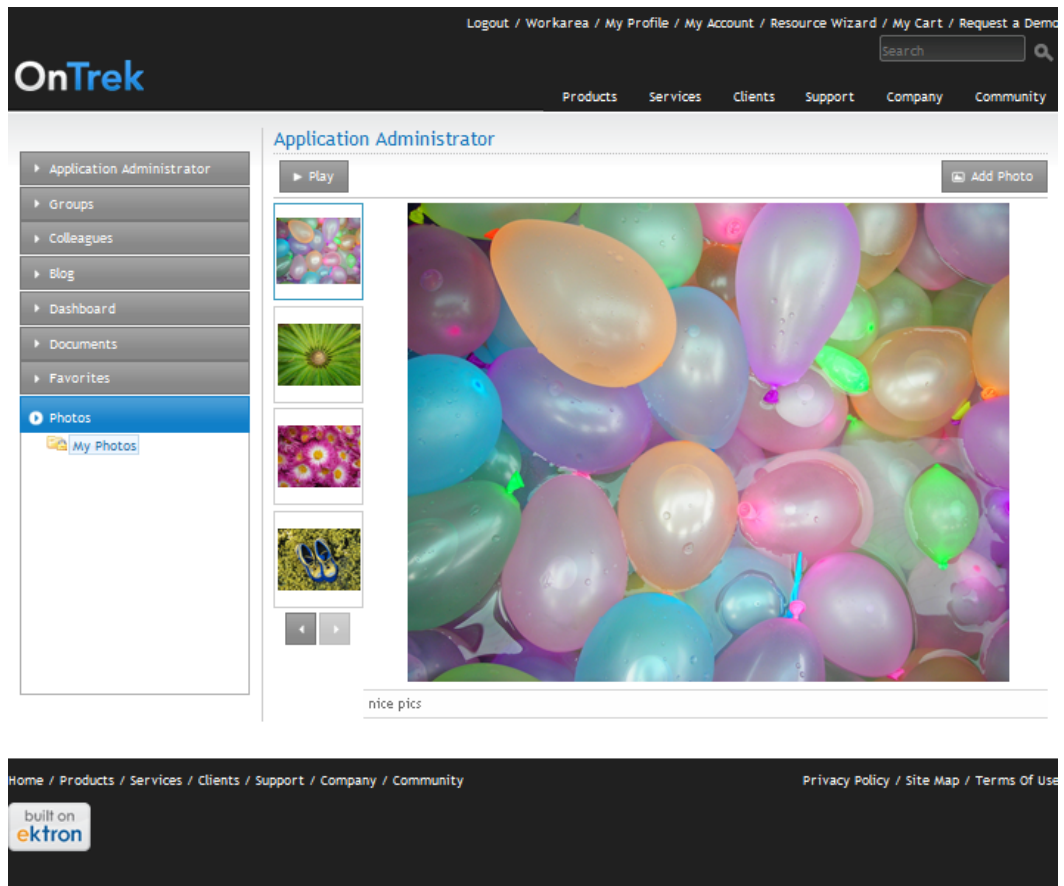 Logout / Workarea / My Profile / My Account / Resource Wizard / My Cart / Request a Demo
Search
OnTrek
Products Services Clients Support Company Community
Application Administrator
Application Administrator
Groups
Colleagues
Blog
Dashboard
Documents
Favorites
Photos
My Photos
Play
Add Photo
nice pics
Home / Products / Services / Clients / Support / Company / Community
Privacy Policy / Site Map / Terms Of Use
built on
ektron